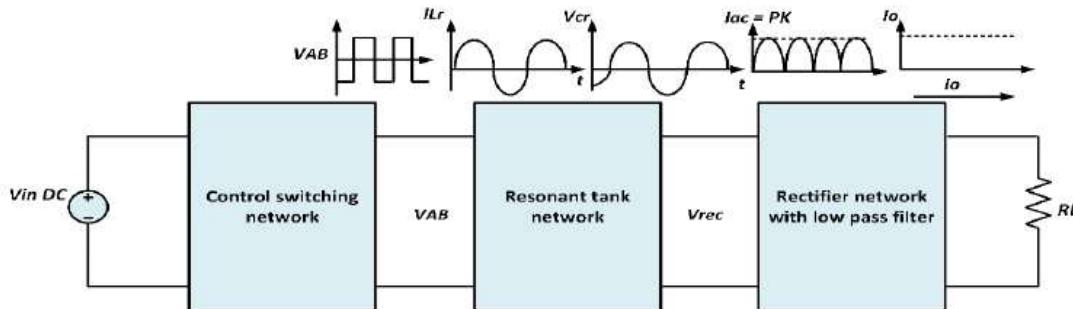 VAB
iLr
t
Vcr
t
iac = PK
io
io
Vin DC
+
−
Control switching
network
VAB
Resonant tank
network
Vrec
Rectifier network
with low pass filter
Rl